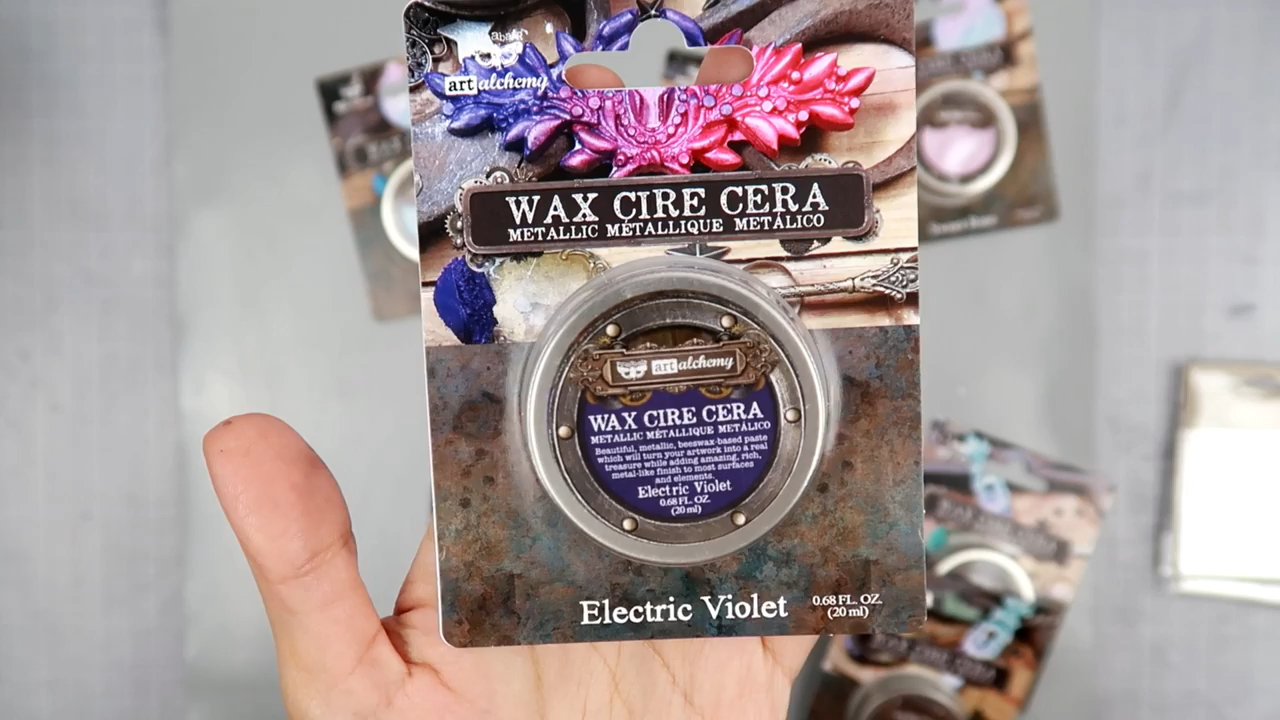 art alchemy
WAX CIRE CERA
METALLIC MÉTALLIQUE METÁLICO
art alchemy
WAX CIRE CERA
METALLIC MÉTALLIQUE METÁLICO
Beautiful, metallic, beeswax-based paste
which will turn your artwork into a real
treasure while adding amazing, rich,
metal-like finish to most surfaces
and elements.
Electric Violet
0.68 FL. OZ.
(20 ml)
Electric Violet
0.68 FL. OZ.
(20 ml)